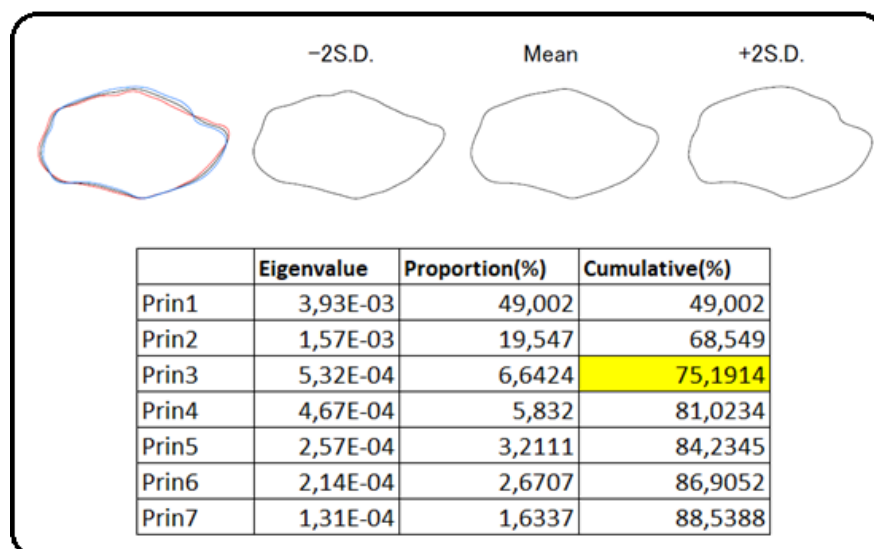 −2S.D. Mean +2S.D.
Eigenvalue Proportion(%) Cumulative(%)
Prin1 3,93E-03 49,002 49,002
Prin2 1,57E-03 19,547 68,549
Prin3 5,32E-04 6,6424 75,1914
Prin4 4,67E-04 5,832 81,0234
Prin5 2,57E-04 3,2111 84,2345
Prin6 2,14E-04 2,6707 86,9052
Prin7 1,31E-04 1,6337 88,5388